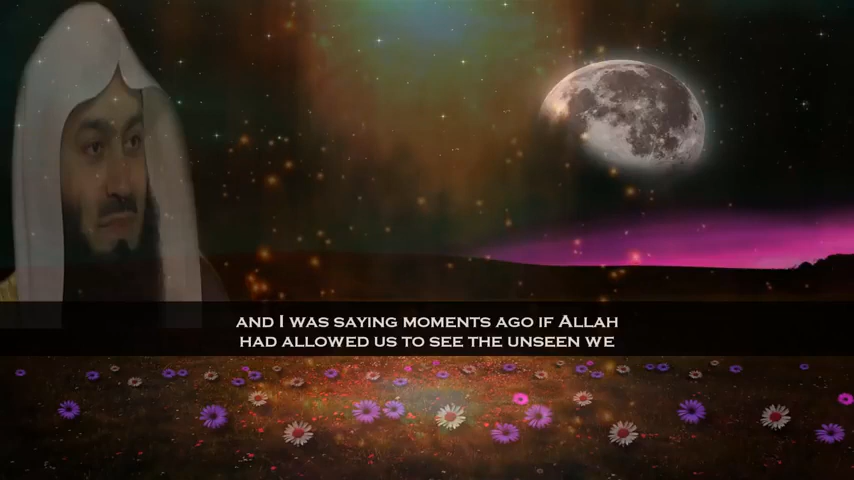 AND I WAS SAYING MOMENTS AGO IF ALLAH
HAD ALLOWED US TO SEE THE UNSEEN WE